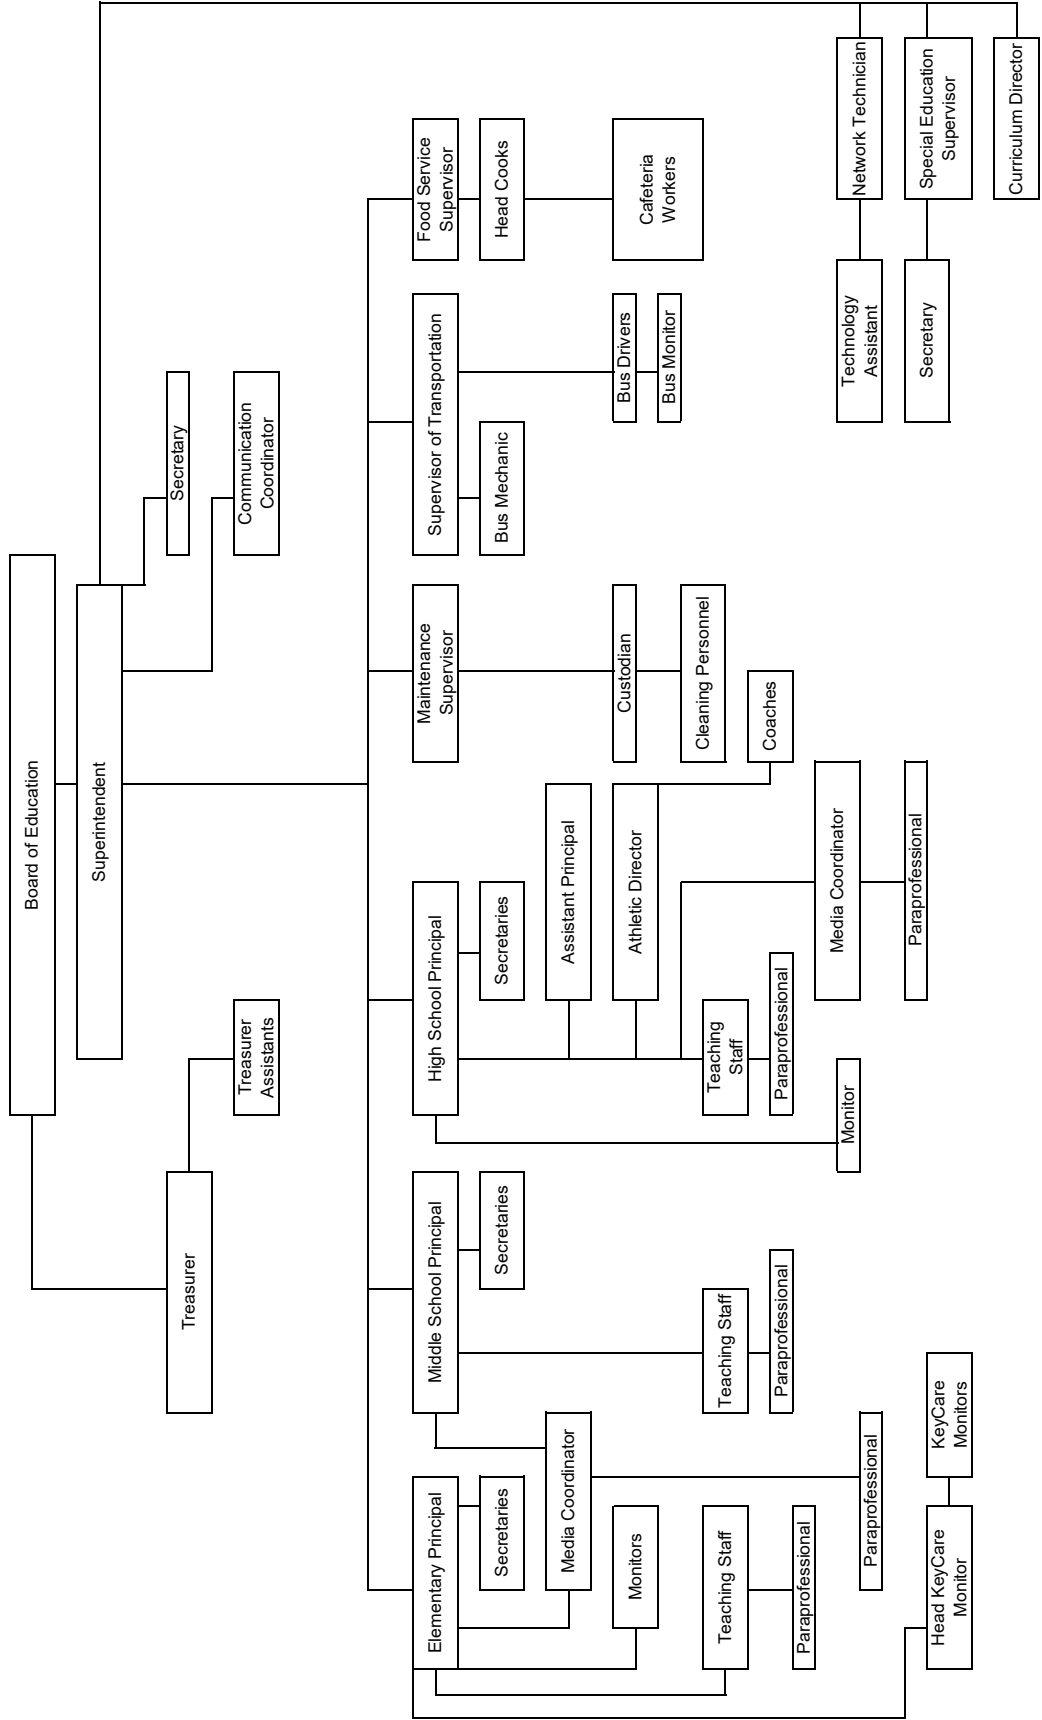 Board of Education
Superintendent
Treasurer
Secretary
Treasurer
Assistants
Communication
Coordinator
Elementary Principal
Middle School Principal
High School Principal
Maintenance
Supervisor
Supervisor of Transportation
Food Service
Supervisor
Secretaries
Secretaries
Secretaries
Bus Mechanic
Head Cooks
Media Coordinator
Assistant Principal
Monitors
Athletic Director
Custodian
Bus Drivers
Cafeteria
Workers
Bus Monitor
Cleaning Personnel
Teaching Staff
Teaching Staff
Teaching
Staff
Coaches
Paraprofessional
Paraprofessional
Paraprofessional
Media Coordinator
Monitor
Technology
Assistant
Network Technician
Paraprofessional
Paraprofessional
Secretary
Special Education
Supervisor
Head KeyCare
Monitor
KeyCare
Monitors
Curriculum Director